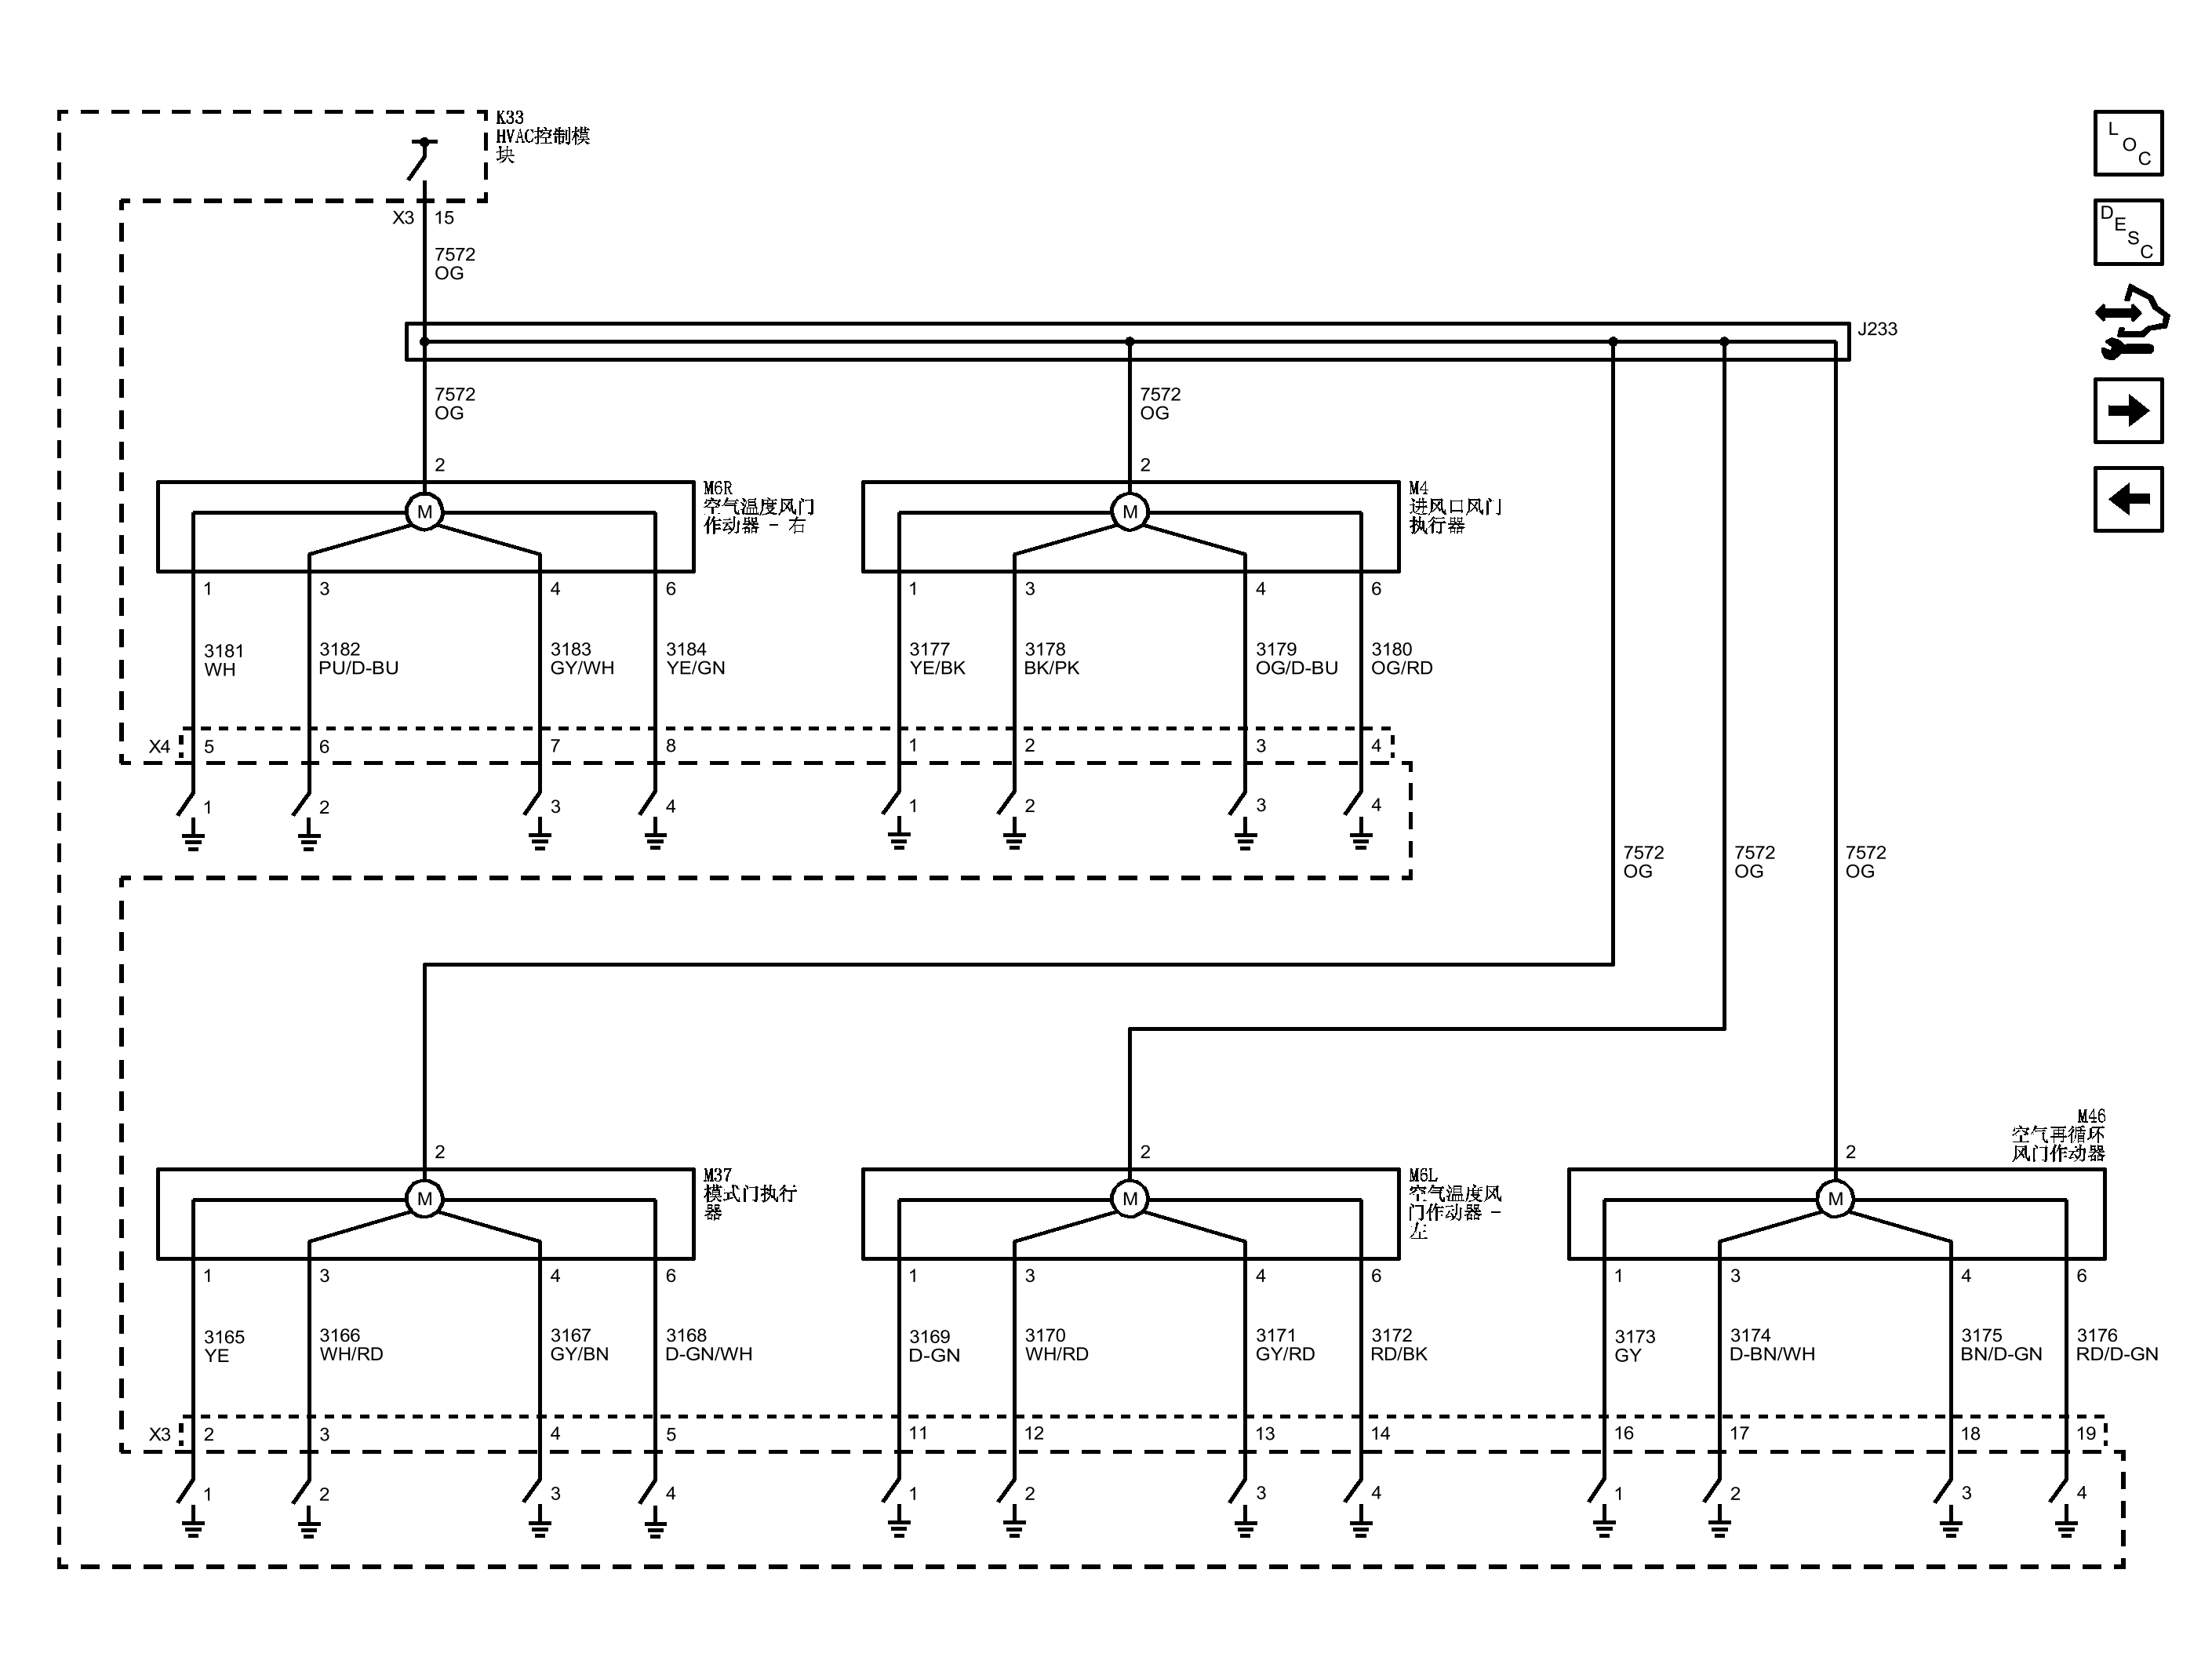 K33
HVAC控制模
块
X3 15
7572
OG
J233
7572
OG
7572
OG
2
2
M6R
空气温度风门
作动器 - 右
M4
进风口风门
执行器
M
M
1 3 4 6
1 3 4 6
3181
WH
3182
PU/D-BU
3183
GY/WH
3184
YE/GN
3177
YE/BK
3178
BK/PK
3179
OG/D-BU
3180
OG/RD
X4 5 6 7 8 1 2 3 4
1 2 3 4 1 2 3 4
7572
OG
7572
OG
7572
OG
2
2
2
M37
模式门执行
器
M6L
空气温度风
门作动器 -
左
M46
空气再循环
风门作动器
M
M
M
1 3 4 6
1 3 4 6
1 3 4 6
3165
YE
3166
WH/RD
3167
GY/BN
3168
D-GN/WH
3169
D-GN
3170
WH/RD
3171
GY/RD
3172
RD/BK
3173
GY
3174
D-BN/WH
3175
BN/D-GN
3176
RD/D-GN
X3 2 3 4 5 11 12 13 14 16 17 18 19
1 2 3 4 1 2 3 4 1 2 3 4
LOC
DESC